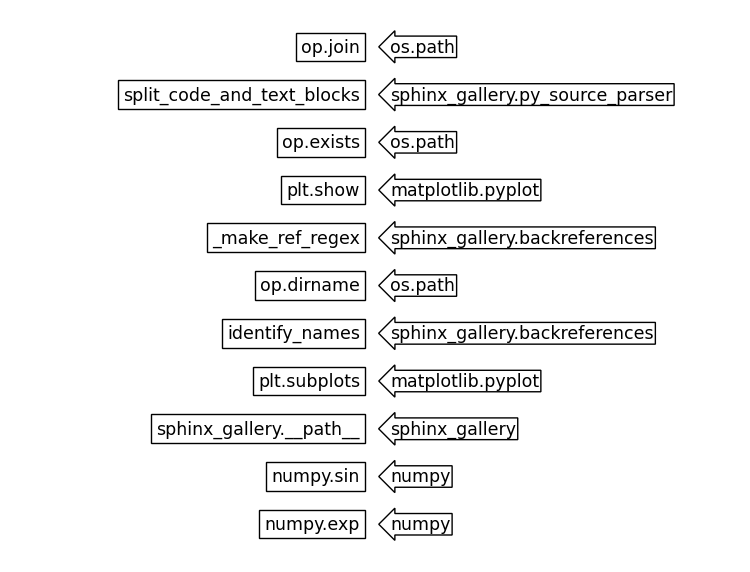 op.join os.path
split_code_and_text_blocks sphinx_gallery.py_source_parser
op.exists os.path
plt.show matplotlib.pyplot
_make_ref_regex sphinx_gallery.backreferences
op.dirname os.path
identify_names sphinx_gallery.backreferences
plt.subplots matplotlib.pyplot
sphinx_gallery.__path__ sphinx_gallery
numpy.sin numpy
numpy.exp numpy